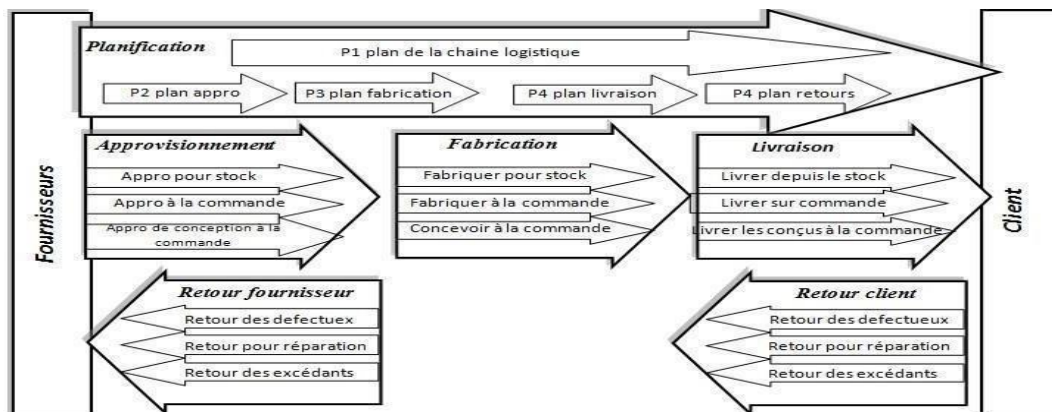 Planification
P1 plan de la chaine logistique
P2 plan appro
P3 plan fabrication
P4 plan livraison
P4 plan retours
Fournisseurs
Approvisionnement
Appro pour stock
Appro à la commande
Appro de conception à la
commande
Fabrication
Fabriquer pour stock
Fabriquer à la commande
Concevoir à la commande
Livraison
Livrer depuis le stock
Livrer sur commande
Livrer les conçus à la commande
Client
Retour fournisseur
Retour des defectuex
Retour pour réparation
Retour des excédants
Retour client
Retour des defectueux
Retour pour réparation
Retour des excédants